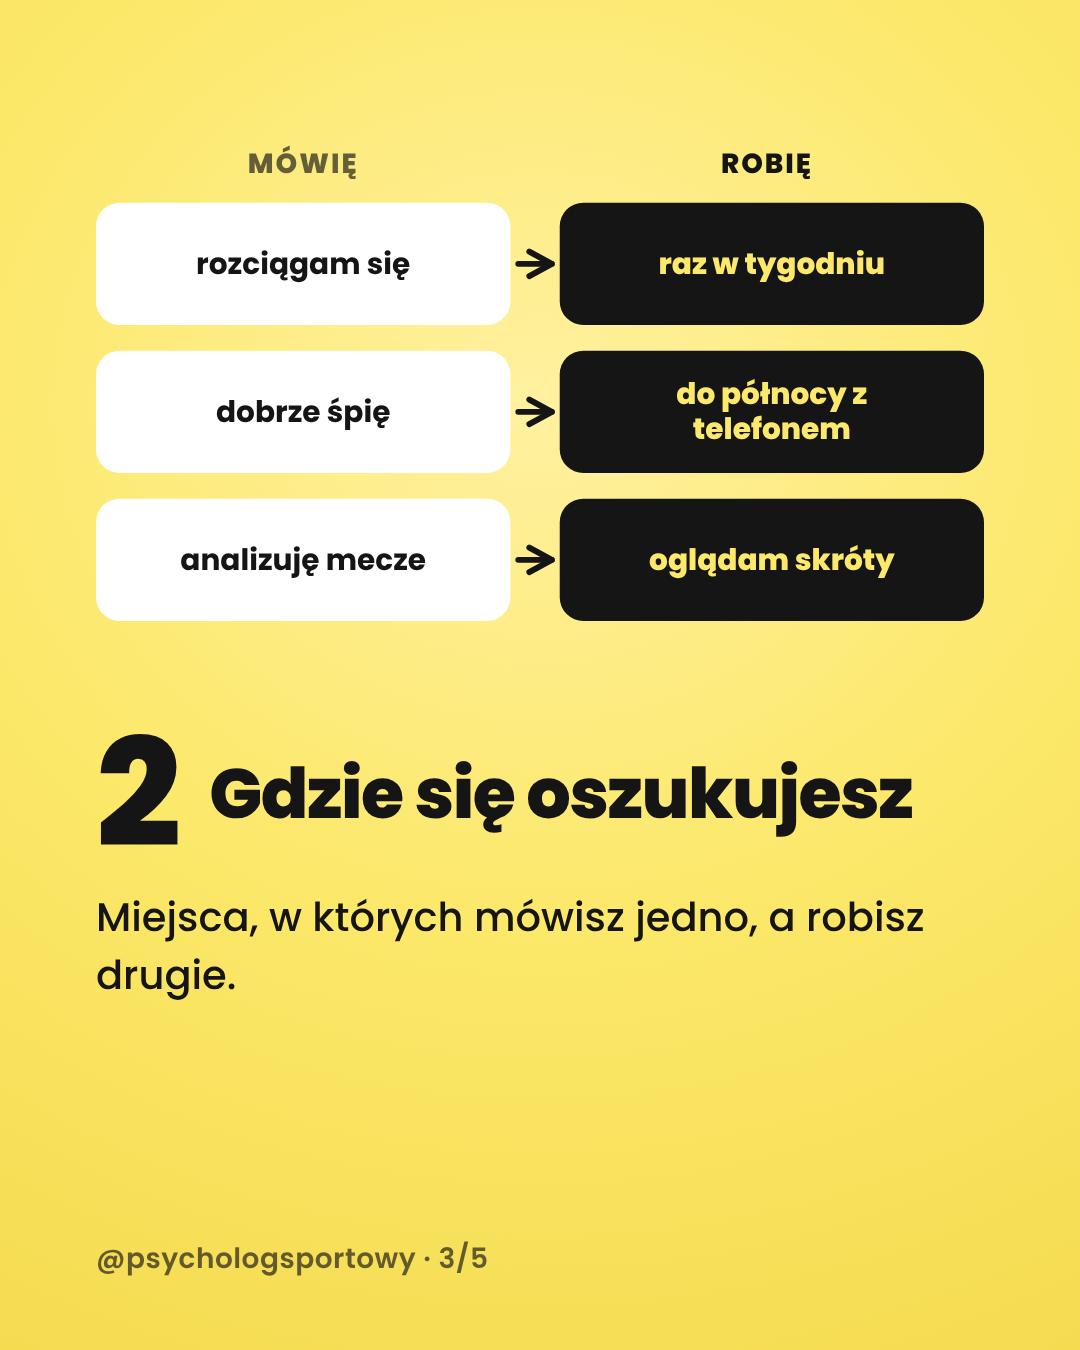 MÓWIĘ
ROBIĘ
rozciągam się
raz w tygodniu
dobrze śpię
do północy z
telefonem
analizuję mecze
oglądam skróty
2 Gdzie się oszukujesz
Miejsca, w których mówisz jedno, a robisz
drugie.
@psychologsportowy · 3/5